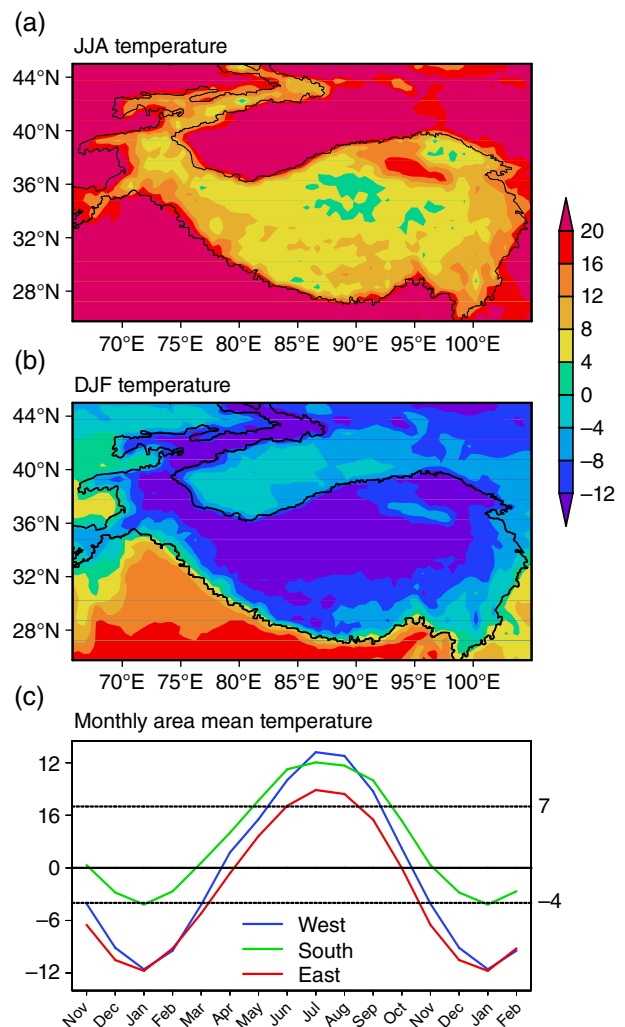 (a)
JJA temperature
44°N
40°N
36°N
32°N
28°N
70°E 75°E 80°E 85°E 90°E 95°E 100°E
20
16
12
8
4
0
−4
−8
−12
(b)
DJF temperature
44°N
40°N
36°N
32°N
28°N
70°E 75°E 80°E 85°E 90°E 95°E 100°E
(c)
Monthly area mean temperature
12
16
0
−6
−12
7
−4
West
South
East
Nov Dec Jan Feb Mar Apr May Jun Jul Aug Sep Oct Nov Dec Jan Feb